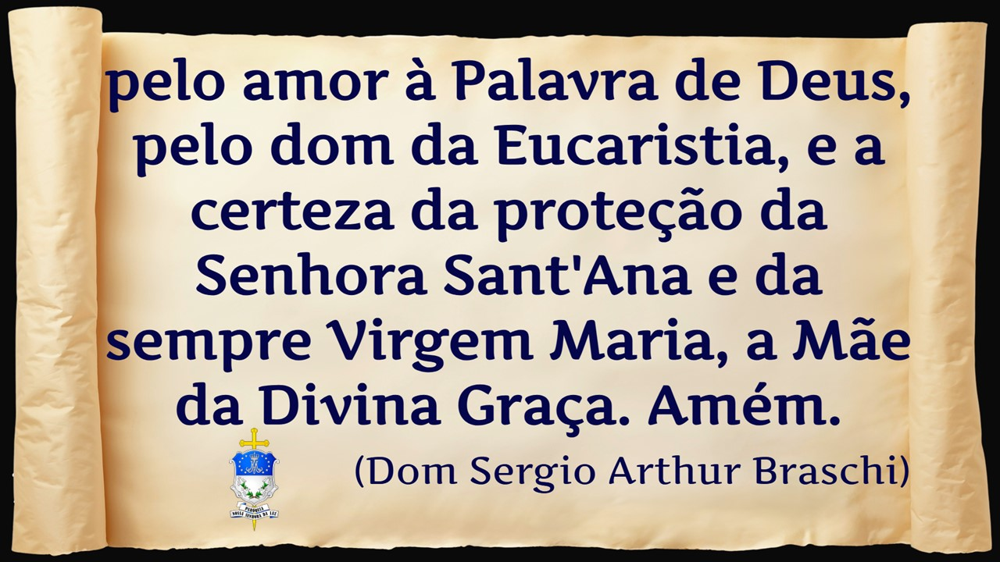 pelo amor à Palavra de Deus,
pelo dom da Eucaristia, e a
certeza da proteção da
Senhora Sant'Ana e da
sempre Virgem Maria, a Mãe
da Divina Graça. Amém.
(Dom Sergio Arthur Braschi)
PARÓQUIA
NOSSA SENHORA DA LUZ